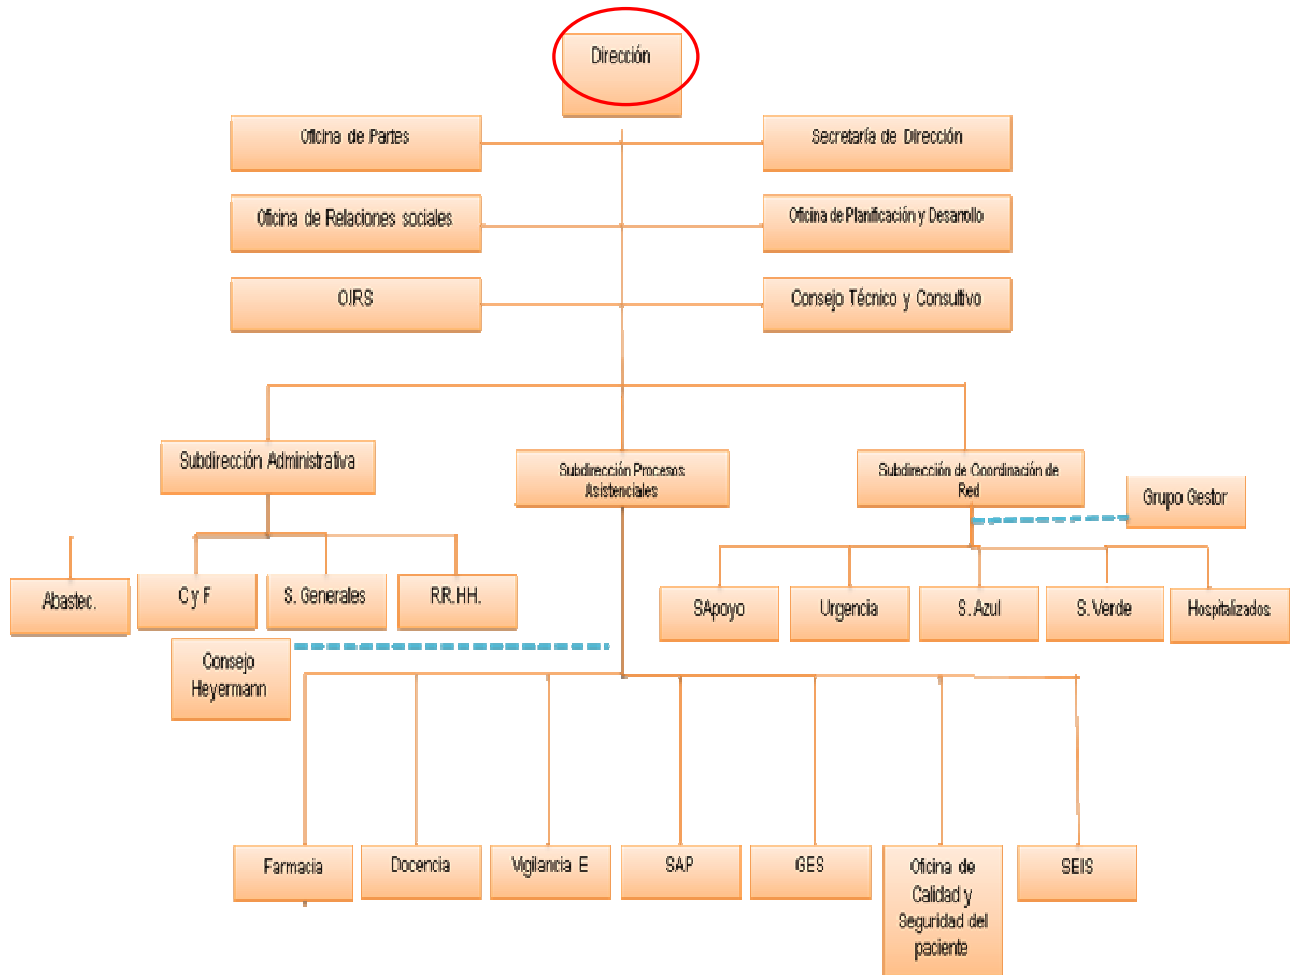 Dirección
Oficina de Partes
Secretaría de Dirección
Oficina de Relaciones sociales
Oficina de Planificación y Desarrollo
OIRS
Consejo Técnico y Consultivo
Subdirección Administrativa
Subdirección Procesos
Asistenciales
Subdirección de Coordinación de
Red
Grupo Gestor
Abastec.
C y F
S. Generales
RR.HH.
SApoyo
Urgencia
S. Azul
S. Verde
Hospitalizados
Consejo
Heyermann
Farmacia
Docencia
Vigilancia E
SAP
GES
Oficina de
Calidad y
Seguridad del
paciente
SEIS